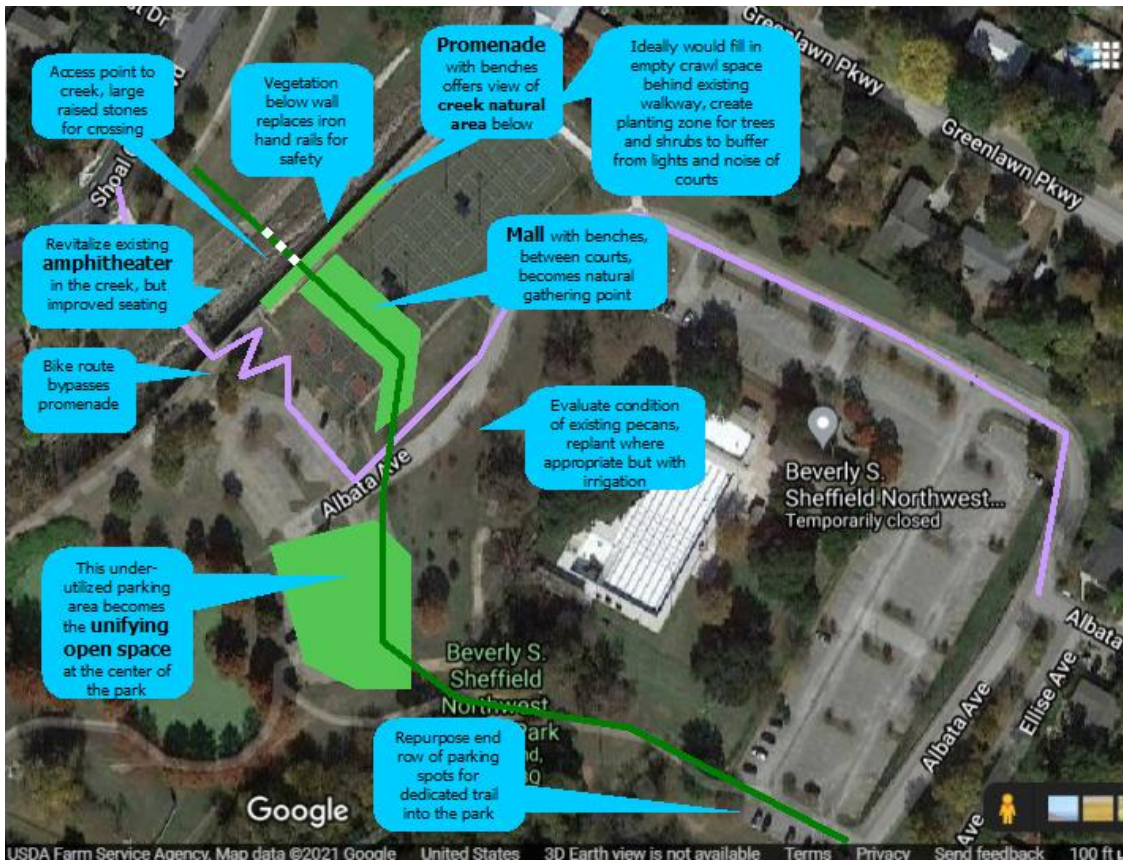 st Dr
Greenlawn Pkwy
Greenlawn Pkwy
Access point to
creek, large
raised stones
for crossing
Vegetation
below wall
replaces iron
hand rails for
safety
Promenade
with benches
offers view of
creek natural
area below
Ideally would fill in
empty crawl space
behind existing
walkway, create
planting zone for trees
and shrubs to buffer
from lights and noise of
courts
Shoal
Revitalize existing
amphitheater
in the creek, but
improved seating
Mall with benches,
between courts,
becomes natural
gathering point
Bike route
bypasses
promenade
Evaluate condition
of existing pecans,
replant where
appropriate but with
irrigation
Albata Ave
Beverly S.
Sheffield Northwest...
Temporarily closed
This under-
utilized parking
area becomes
the unifying
open space
at the center of
the park
Albata
Ellise Ave
Albata Ave
Ave
Beverly S.
Sheffield
Northwest
Park
nd,
Repurpose end
row of parking
spots for
dedicated trail
into the park
Google
USDA Farm Service Agency, Map data ©2021 Google United States 3D Earth view is not available Terms Privacy Send feedback 100 ft